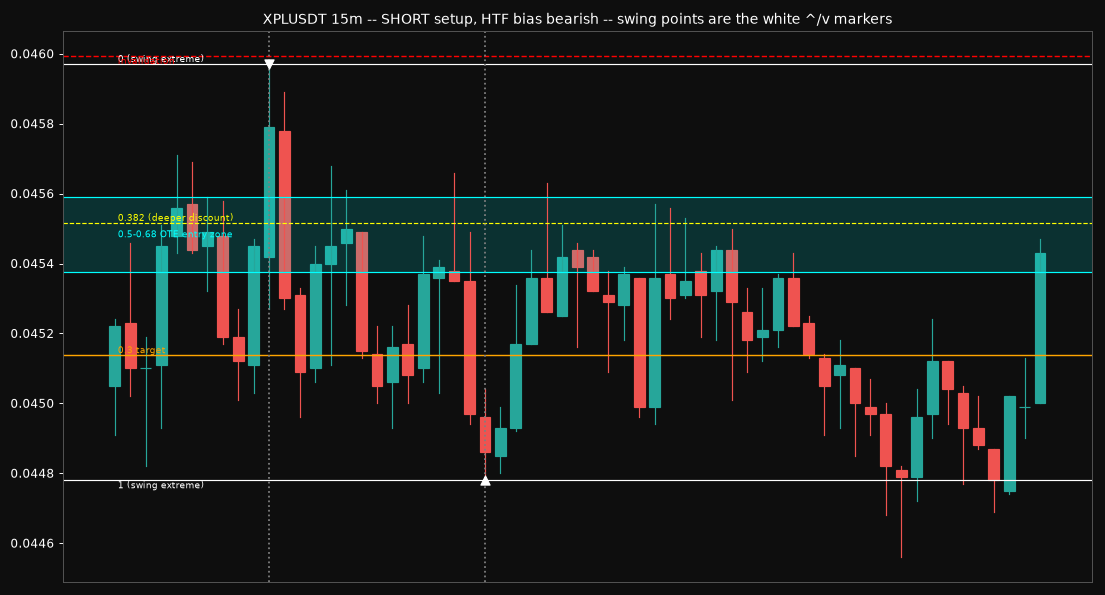 XPLUSDT 15m -- SHORT setup, HTF bias bearish -- swing points are the white ^/v markers
0.0460
0 (swing extreme)
0.0458
0.0456
0.382 (deeper discount)
0.5-0.68 OTE entry zone
0.0454
0.0452
0.3 target
0.0450
0.0448
1 (swing extreme)
0.0446